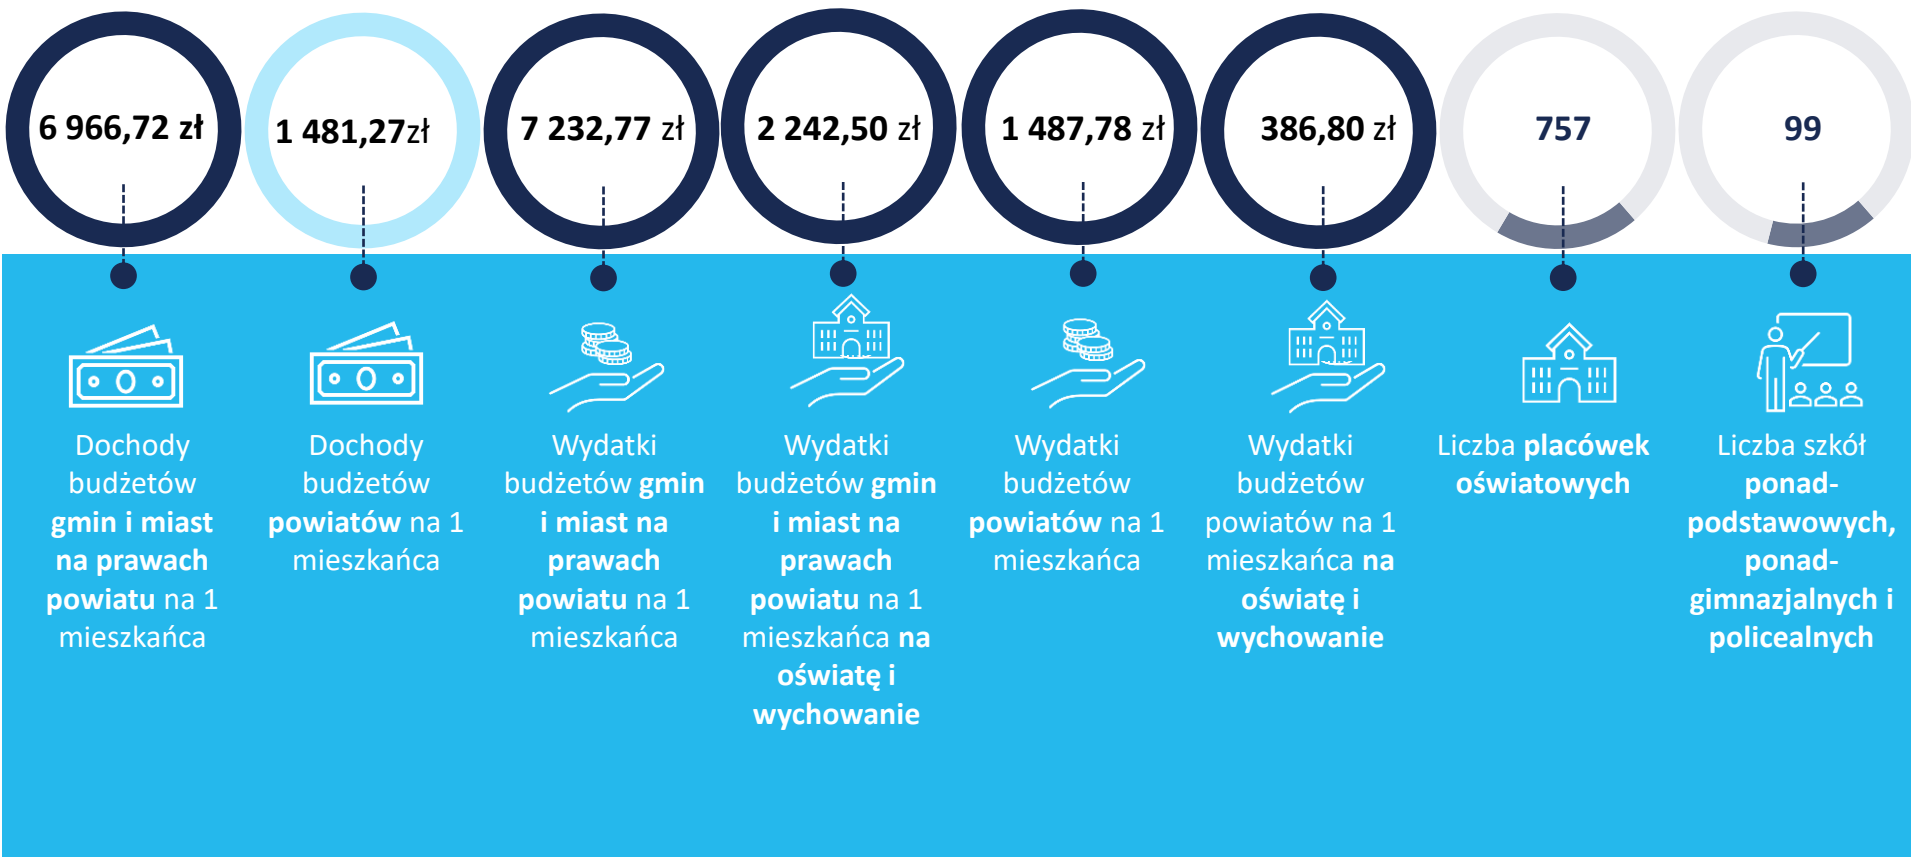 6 966,72 zł
1 481,27zł
7 232,77 zł
2 242,50 zł
1 487,78 zł
386,80 zł
757
99
Dochody
budżetów
gmin i miast
na prawach
powiatu na 1
mieszkańca
Dochody
budżetów
powiatów na 1
mieszkańca
Wydatki
budżetów gmin
i miast na
prawach
powiatu na 1
mieszkańca
Wydatki
budżetów gmin
i miast na
prawach
powiatu na 1
mieszkańca na
oświatę i
wychowanie
Wydatki
budżetów
powiatów na 1
mieszkańca
Wydatki
budżetów
powiatów na 1
mieszkańca na
oświatę i
wychowanie
Liczba placówek
oświatowych
Liczba szkół
ponad-
podstawowych,
ponad-
gimnazjalnych i
policealnych